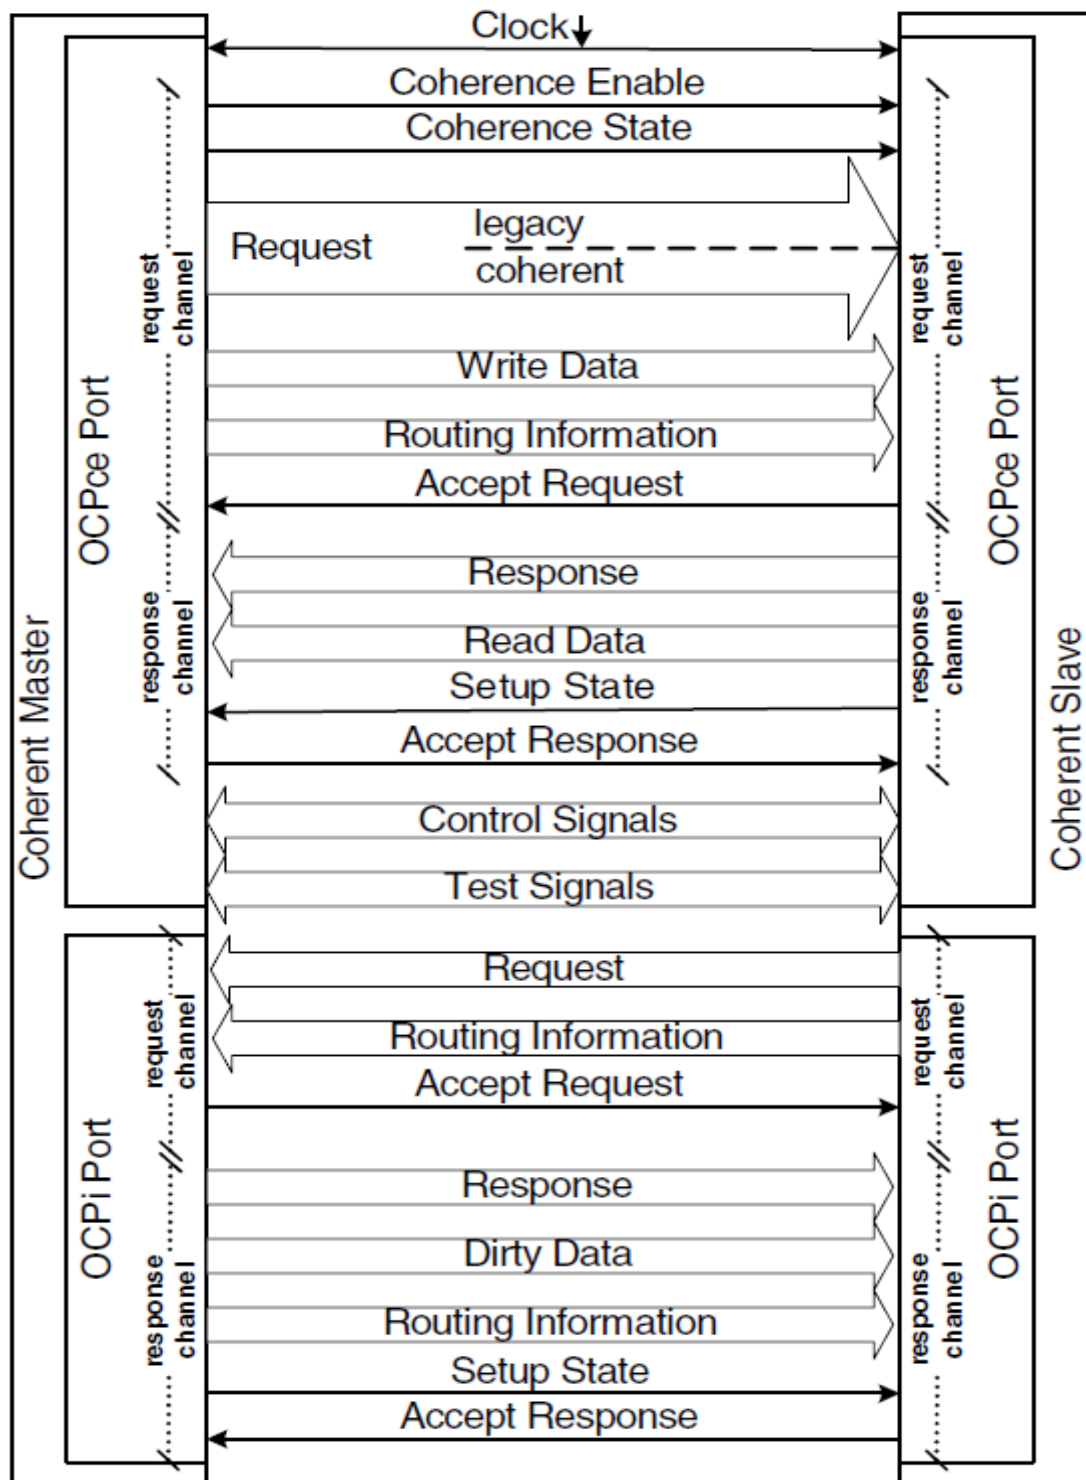 Clock
Coherence Enable
Coherence State
Request
legacy
coherent
Write Data
Routing Information
Accept Request
Response
Read Data
Setup State
Accept Response
Control Signals
Test Signals
Request
Routing Information
Accept Request
Response
Dirty Data
Routing Information
Setup State
Accept Response
Coherent Master
OCPce Port
request
channel
response
channel
OCPi Port
request
channel
response
channel
request
channel
response
channel
OCPce Port
request
channel
response
channel
OCPi Port
Coherent Slave